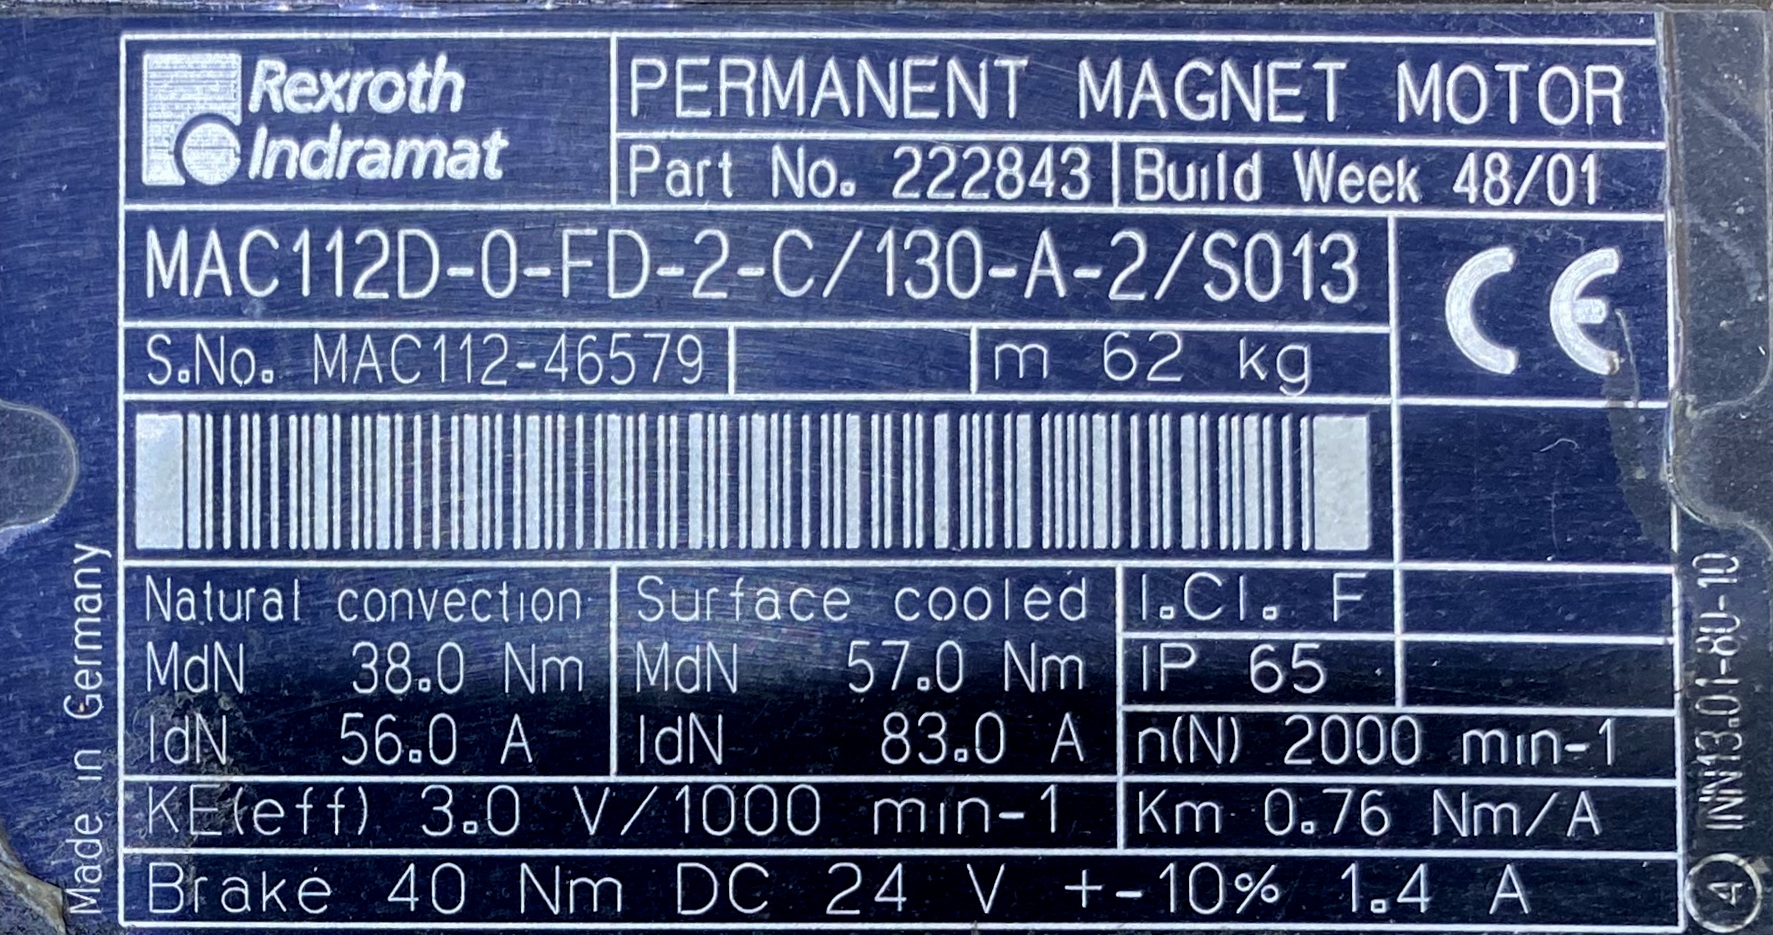 Rexroth
Indramat
PERMANENT MAGNET MOTOR
Part No. 222843 Build Week 48/01
MAC112D-0-FD-2-C/130-A-2/S013
CE
S.No. MAC112-46579 m 62 kg
Natural convection Surface cooled I.Cl. F
MdN 38.0 Nm MdN 57.0 Nm IP 65
IdN 56.0 A IdN 83.0 A n(N) 2000 min-1
KE(eff) 3.0 V/1000 min-1 Km 0.76 Nm/A
Brake 40 Nm DC 24 V +-10% 1.4 A
Made in Germany
INN13.01-80-10
4